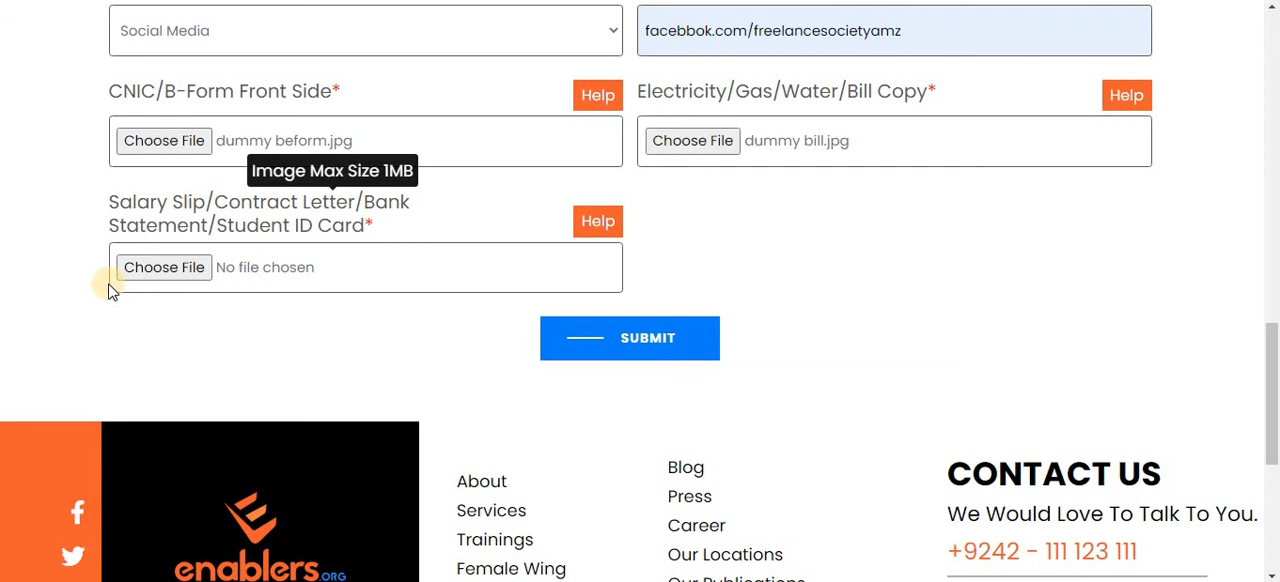 Social Media
facebbok.com/freelancesocietyamz
CNIC/B-Form Front Side*
Help
Electricity/Gas/Water/Bill Copy*
Help
Choose File dummy beform.jpg
Choose File dummy bill.jpg
Image Max Size 1MB
Salary Slip/Contract Letter/Bank
Statement/Student ID Card*
Help
Choose File No file chosen
SUBMIT
enablers.ORG
About
Services
Trainings
Female Wing
Blog
Press
Career
Our Locations
Our Publications
CONTACT US
We Would Love To Talk To You.
+9242 - 111 123 111